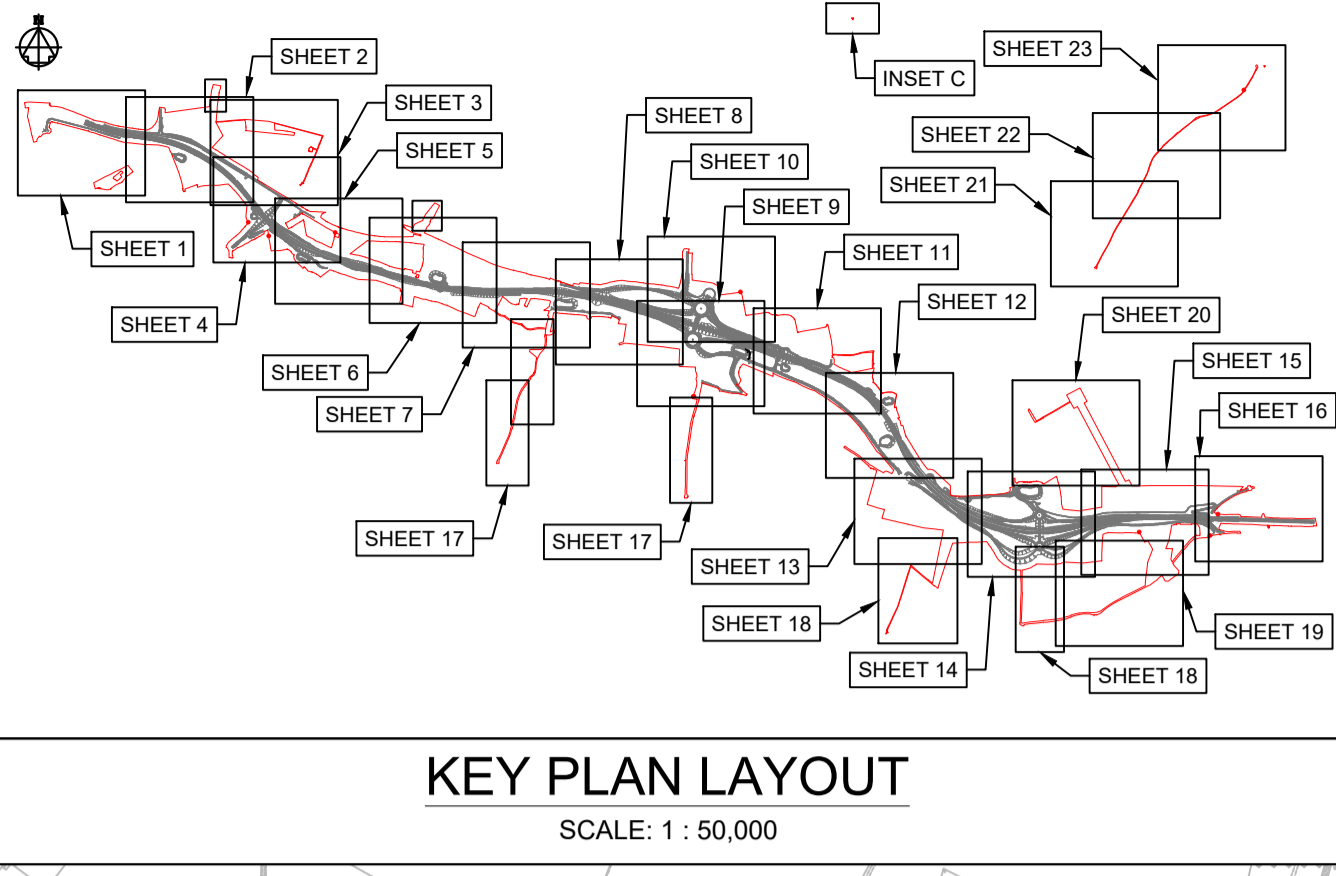 N
SHEET 2
SHEET 3
SHEET 5
SHEET 1
SHEET 4
SHEET 6
SHEET 7
SHEET 8
SHEET 10
SHEET 9
SHEET 11
SHEET 12
INSET C
SHEET 23
SHEET 22
SHEET 21
SHEET 20
SHEET 15
SHEET 16
SHEET 17
SHEET 17
SHEET 13
SHEET 18
SHEET 14
SHEET 18
SHEET 19
KEY PLAN LAYOUT
SCALE: 1 : 50,000